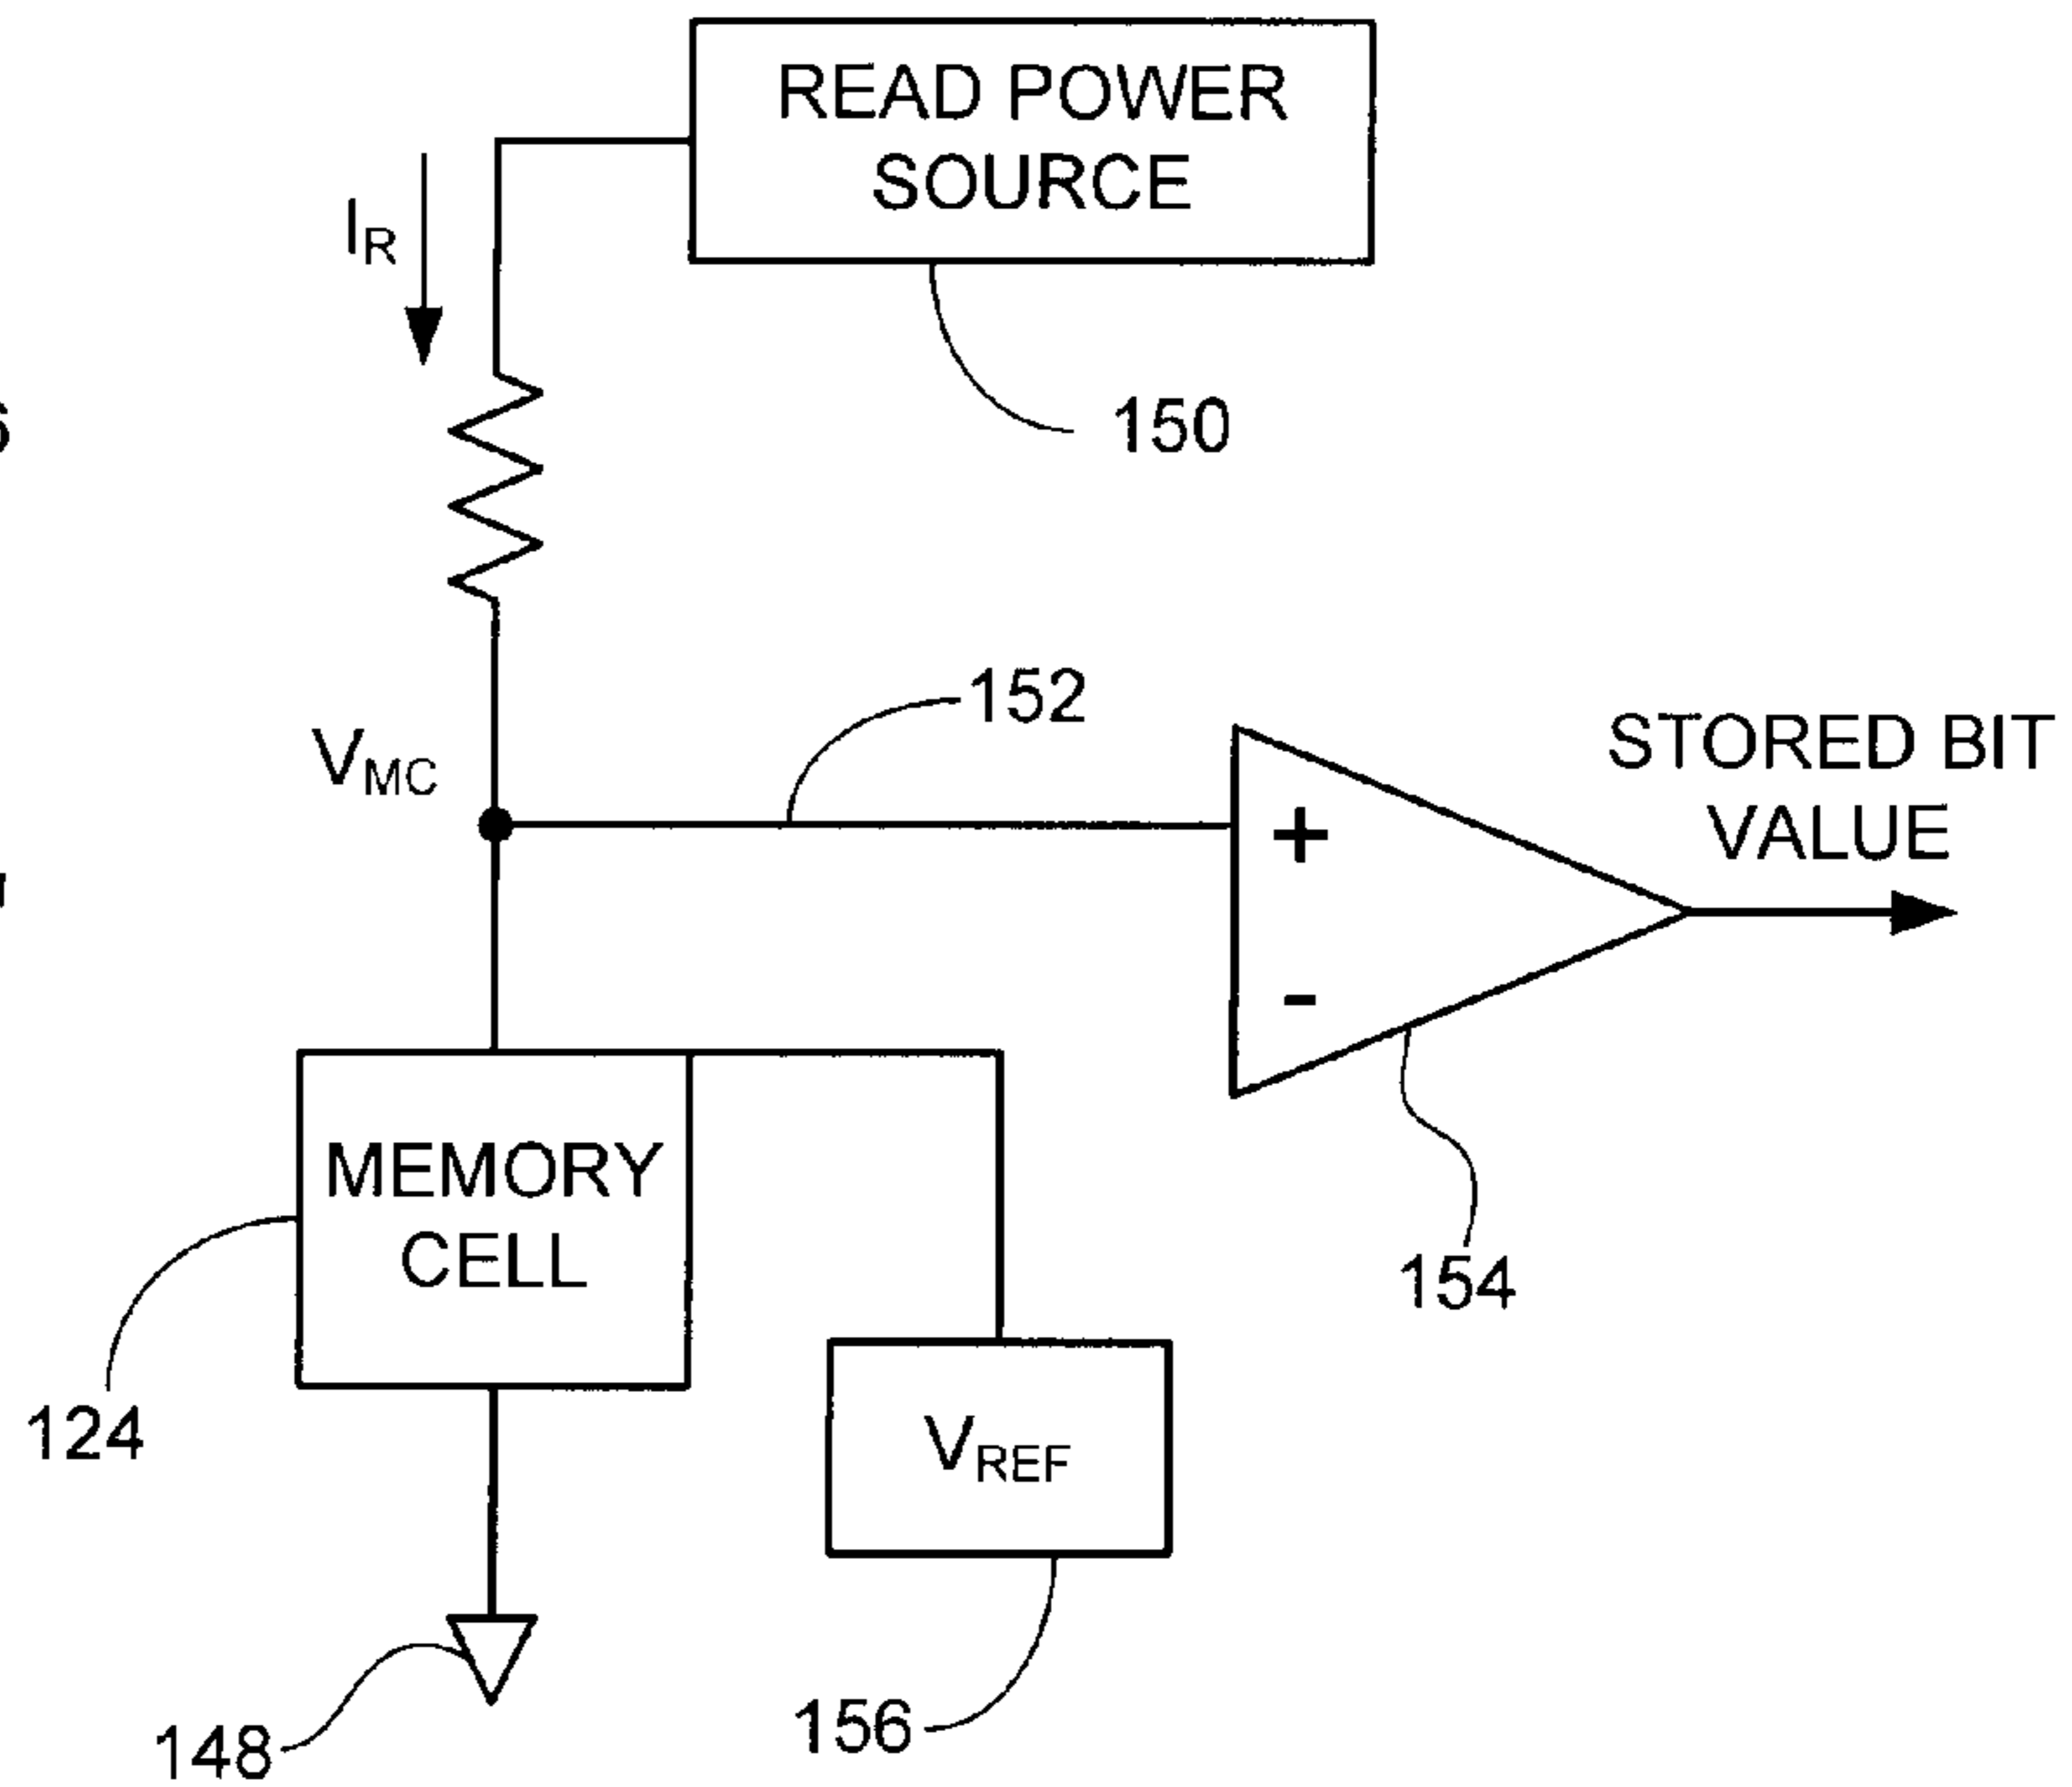 READ POWER
SOURCE
I_R
150
152
V_MC
STORED BIT
VALUE
+
-
MEMORY
CELL
154
124
V_REF
156
148